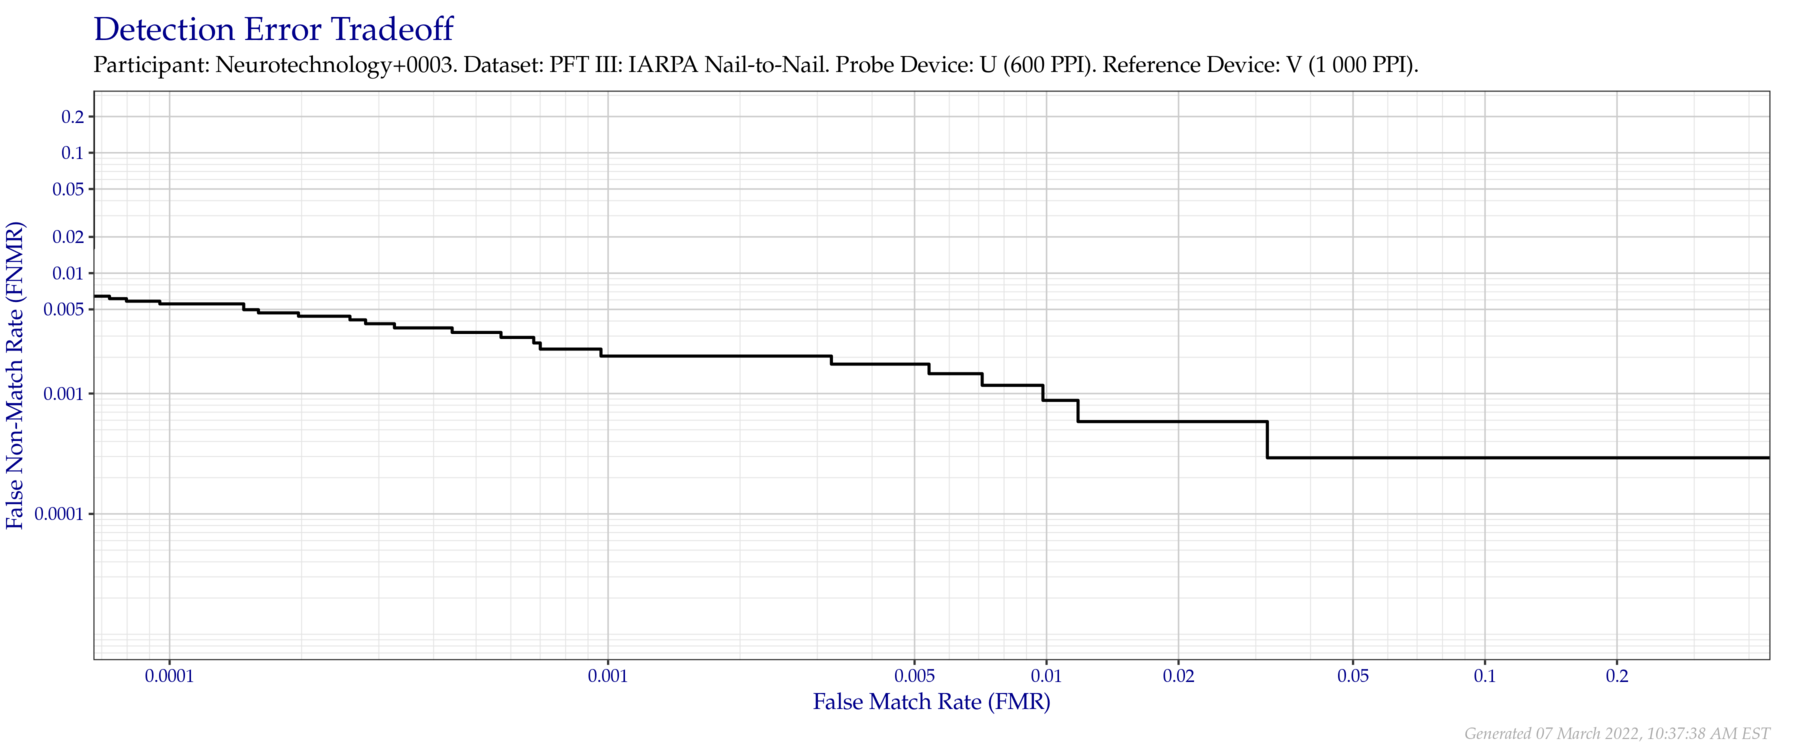 Detection Error Tradeoff
Participant: Neurotechnology+0003. Dataset: PFT III: IARPA Nail-to-Nail. Probe Device: U (600 PPI). Reference Device: V (1 000 PPI).
False Non-Match Rate (FNMR)
0.2
0.1
0.05
0.02
0.01
0.005
0.001
0.0001
0.0001 0.001 0.005 0.01 0.02 0.05 0.1 0.2
False Match Rate (FMR)
Generated 07 March 2022, 10:37:38 AM EST